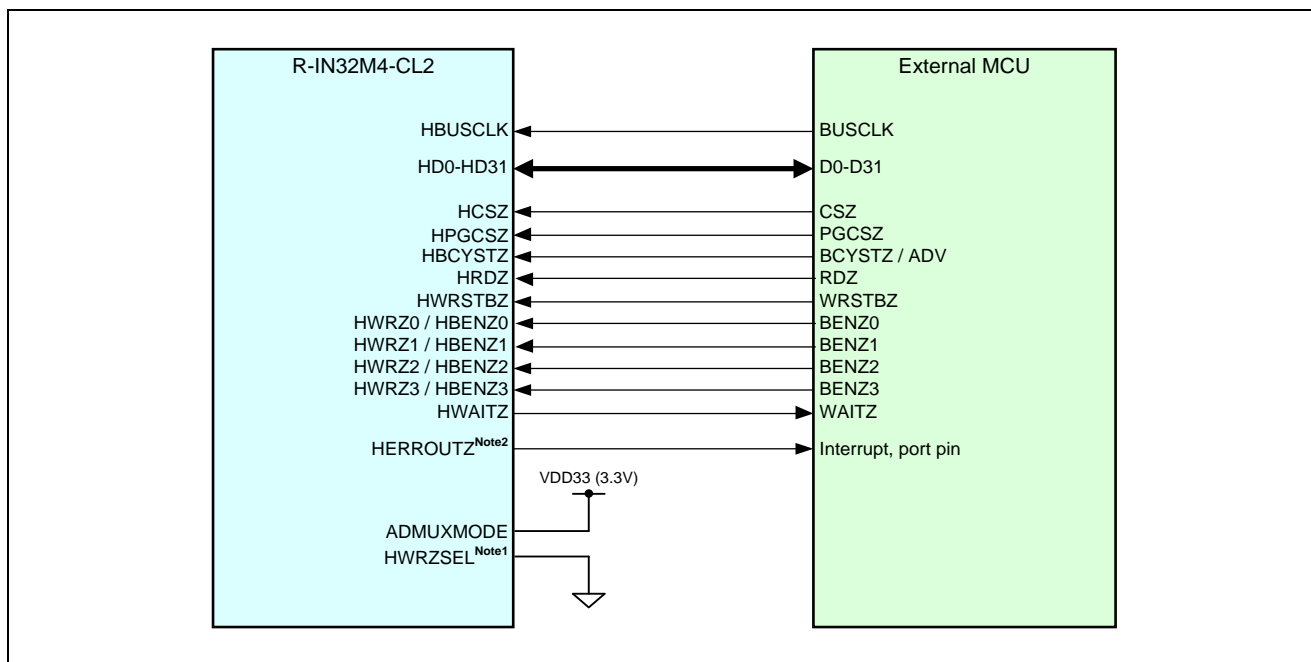 R-IN32M4-CL2 External MCU
HBUSCLK BUSCLK
HD0-HD31 D0-D31
HCSZ CSZ
HPGCSZ PGCSZ
HBCYSTZ BCYSTZ / ADV
HRDZ RDZ
HWRSTBZ WRSTBZ
HWRZ0 / HBENZ0 BENZ0
HWRZ1 / HBENZ1 BENZ1
HWRZ2 / HBENZ2 BENZ2
HWRZ3 / HBENZ3 BENZ3
HWAITZ WAITZ
HERROUTZNote2 Interrupt, port pin
VDD33 (3.3V)
ADMUXMODE
HWRZSELNote1